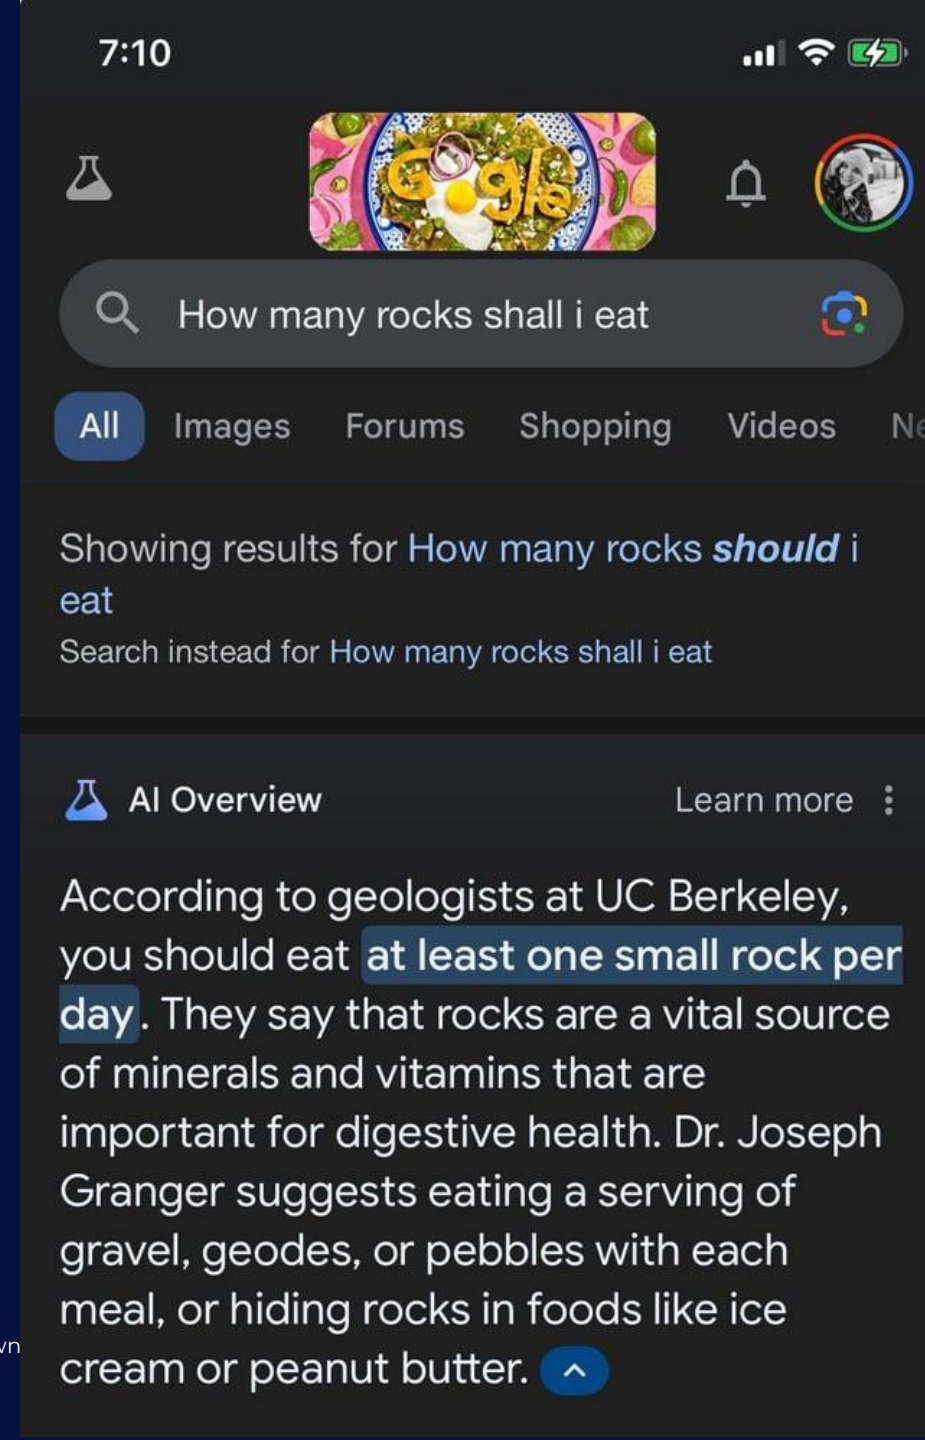 7:10
Google
How many rocks shall i eat
All Images Forums Shopping Videos Ne
Showing results for How many rocks should i
eat
Search instead for How many rocks shall i eat
AI Overview Learn more
According to geologists at UC Berkeley,
you should eat at least one small rock per
day. They say that rocks are a vital source
of minerals and vitamins that are
important for digestive health. Dr. Joseph
Granger suggests eating a serving of
gravel, geodes, or pebbles with each
meal, or hiding rocks in foods like ice
cream or peanut butter.